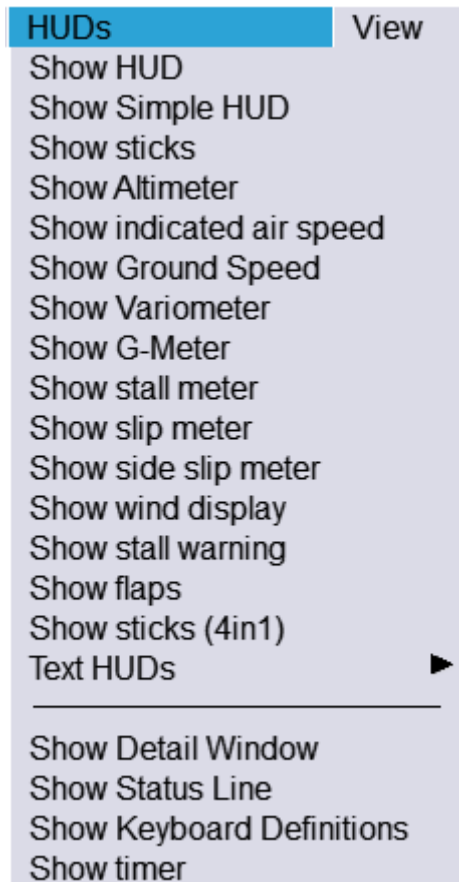 HUDs View
Show HUD
Show Simple HUD
Show sticks
Show Altimeter
Show indicated air speed
Show Ground Speed
Show Variometer
Show G-Meter
Show stall meter
Show slip meter
Show side slip meter
Show wind display
Show stall warning
Show flaps
Show sticks (4in1)
Text HUDs
Show Detail Window
Show Status Line
Show Keyboard Definitions
Show timer